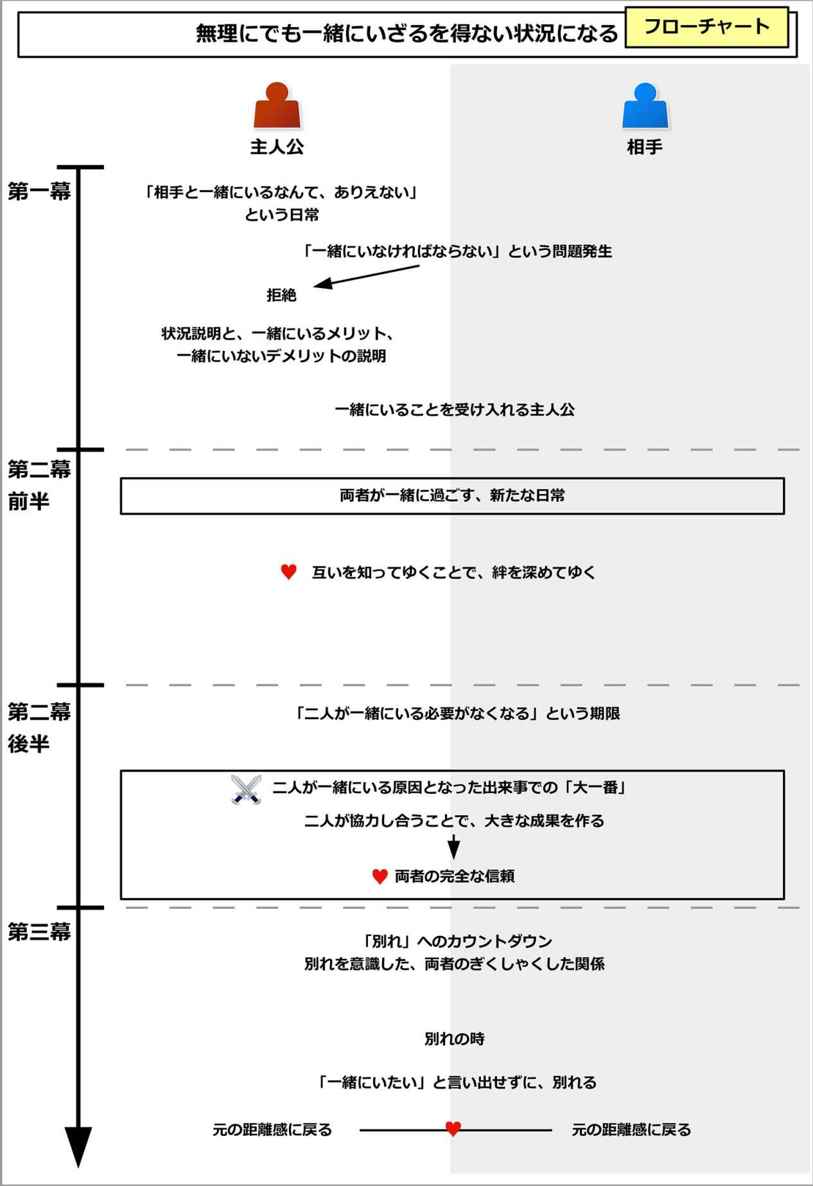 無理にでも一緒にいざるを得ない状況になる
フローチャート
主人公
相手
第一幕
「相手と一緒にいるなんて、ありえない」
という日常
「一緒にいなければならない」という問題発生
拒絶
状況説明と、一緒にいるメリット、
一緒にいないデメリットの説明
一緒にいることを受け入れる主人公
第二幕
前半
両者が一緒に過ごす、新たな日常
互いを知ってゆくことで、絆を深めてゆく
第二幕
後半
「二人が一緒にいる必要がなくなる」という期限
二人が一緒にいる原因となった出来事での「大一番」
二人が協力し合うことで、大きな成果を作る
両者の完全な信頼
第三幕
「別れ」へのカウントダウン
別れを意識した、両者のぎくしゃくした関係
別れの時
「一緒にいたい」と言い出せずに、別れる
元の距離感に戻る
元の距離感に戻る